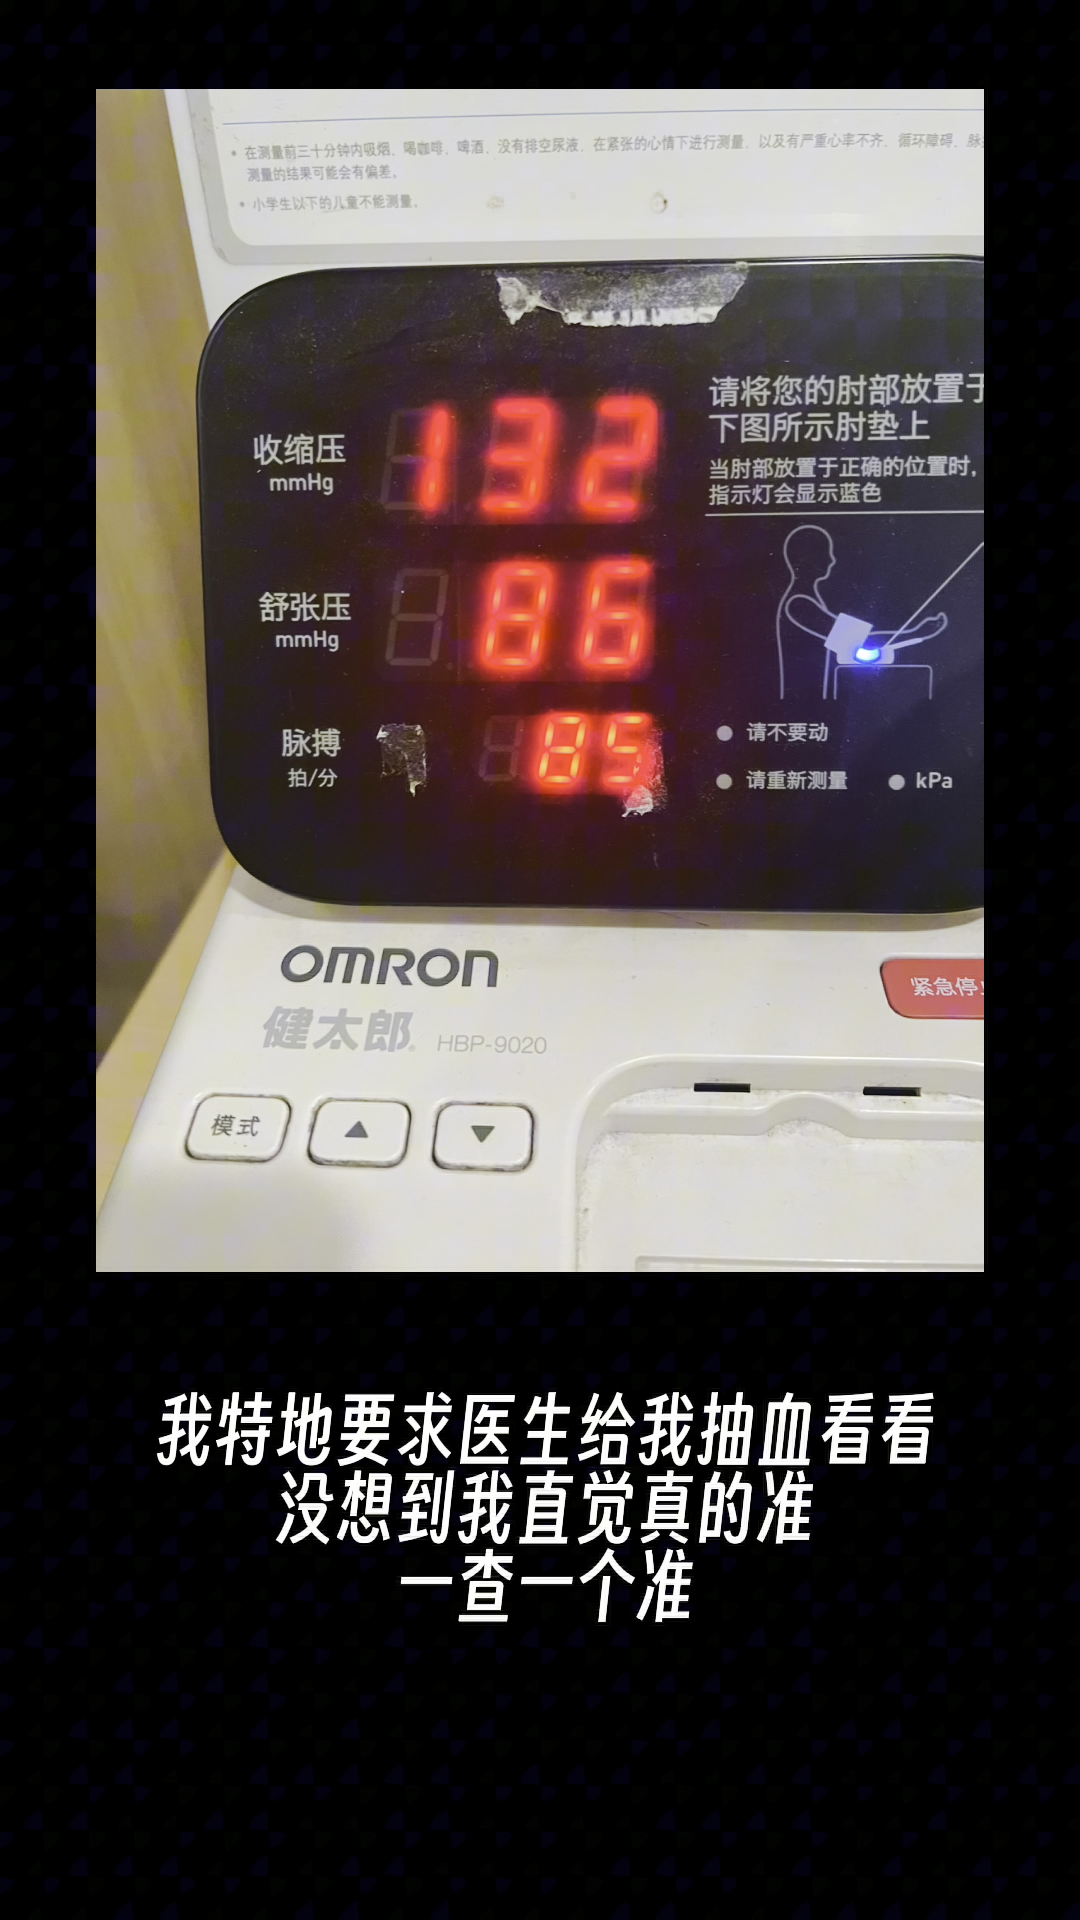 • 在测量前三十分钟内吸烟、喝咖啡、啤酒、没有排空尿液、在紧张的心情下进行测量、以及有严重心率不齐、循环障碍、脉
测量的结果可能会有偏差。
• 小学生以下的儿童不能测量。
请将您的肘部放置于
下图所示肘垫上
当肘部放置于正确的位置时，
指示灯会显示蓝色
收缩压
mmHg
132
舒张压
mmHg
86
脉搏
拍/分
85
请不要动
请重新测量
kPa
OMRON
健太郎 HBP-9020
紧急停
模式
我特地要求医生给我抽血看看
没想到我直觉真的准
一查一个准